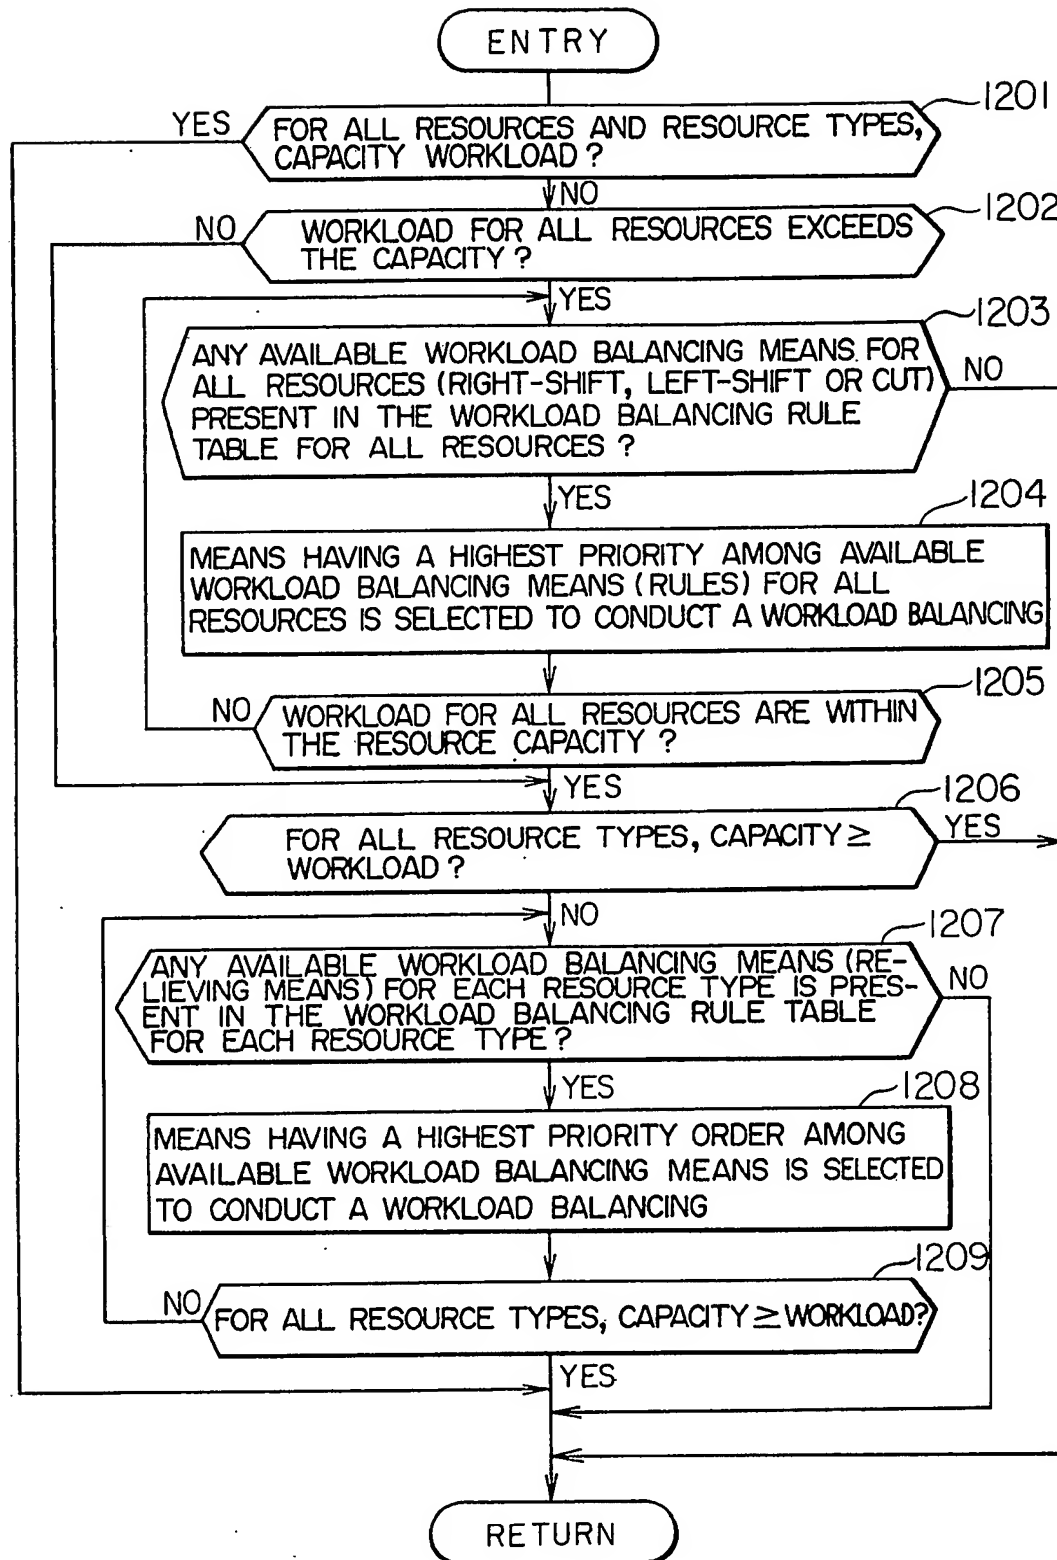 ENTRY
1201
YES
FOR ALL RESOURCES AND RESOURCE TYPES,
CAPACITY WORKLOAD ?
NO
1202
NO
WORKLOAD FOR ALL RESOURCES EXCEEDS
THE CAPACITY ?
YES
1203
ANY AVAILABLE WORKLOAD BALANCING MEANS FOR
ALL RESOURCES (RIGHT-SHIFT, LEFT-SHIFT OR CUT)
PRESENT IN THE WORKLOAD BALANCING RULE
TABLE FOR ALL RESOURCES ?
NO
YES
1204
MEANS HAVING A HIGHEST PRIORITY AMONG AVAILABLE
WORKLOAD BALANCING MEANS (RULES) FOR ALL
RESOURCES IS SELECTED TO CONDUCT A WORKLOAD BALANCING
1205
NO
WORKLOAD FOR ALL RESOURCES ARE WITHIN
THE RESOURCE CAPACITY ?
YES
1206
FOR ALL RESOURCE TYPES, CAPACITY ≥
WORKLOAD ?
YES
NO
1207
ANY AVAILABLE WORKLOAD BALANCING MEANS (RE-
LIEVING MEANS) FOR EACH RESOURCE TYPE IS PRES-
ENT IN THE WORKLOAD BALANCING RULE TABLE
FOR EACH RESOURCE TYPE ?
NO
YES
1208
MEANS HAVING A HIGHEST PRIORITY ORDER AMONG
AVAILABLE WORKLOAD BALANCING MEANS IS SELECTED
TO CONDUCT A WORKLOAD BALANCING
1209
NO
FOR ALL RESOURCE TYPES, CAPACITY ≥ WORKLOAD?
YES
RETURN